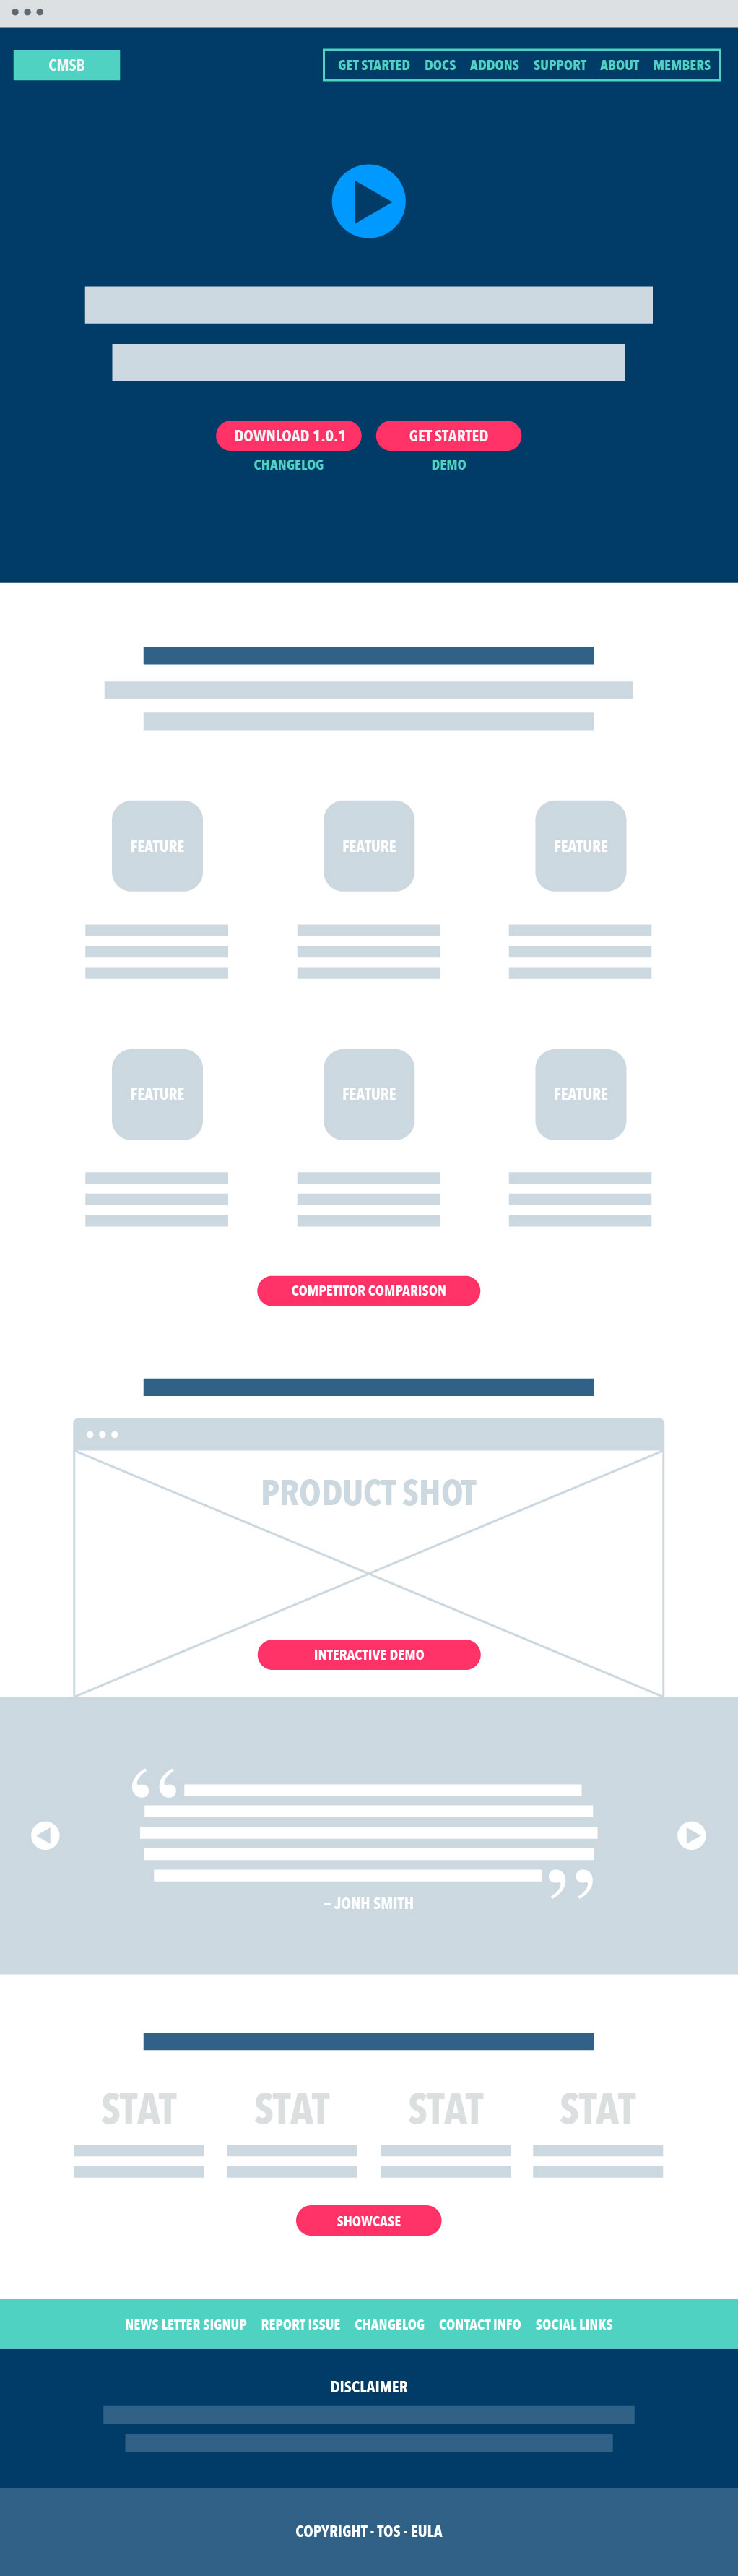 CMSB
GET STARTED DOCS ADDONS SUPPORT ABOUT MEMBERS
DOWNLOAD 1.0.1 GET STARTED
CHANGELOG DEMO
FEATURE FEATURE FEATURE
FEATURE FEATURE FEATURE
COMPETITOR COMPARISON
PRODUCT SHOT
INTERACTIVE DEMO
“
”
– JONH SMITH
STAT STAT STAT STAT
SHOWCASE
NEWS LETTER SIGNUP REPORT ISSUE CHANGELOG CONTACT INFO SOCIAL LINKS
DISCLAIMER
COPYRIGHT - TOS - EULA